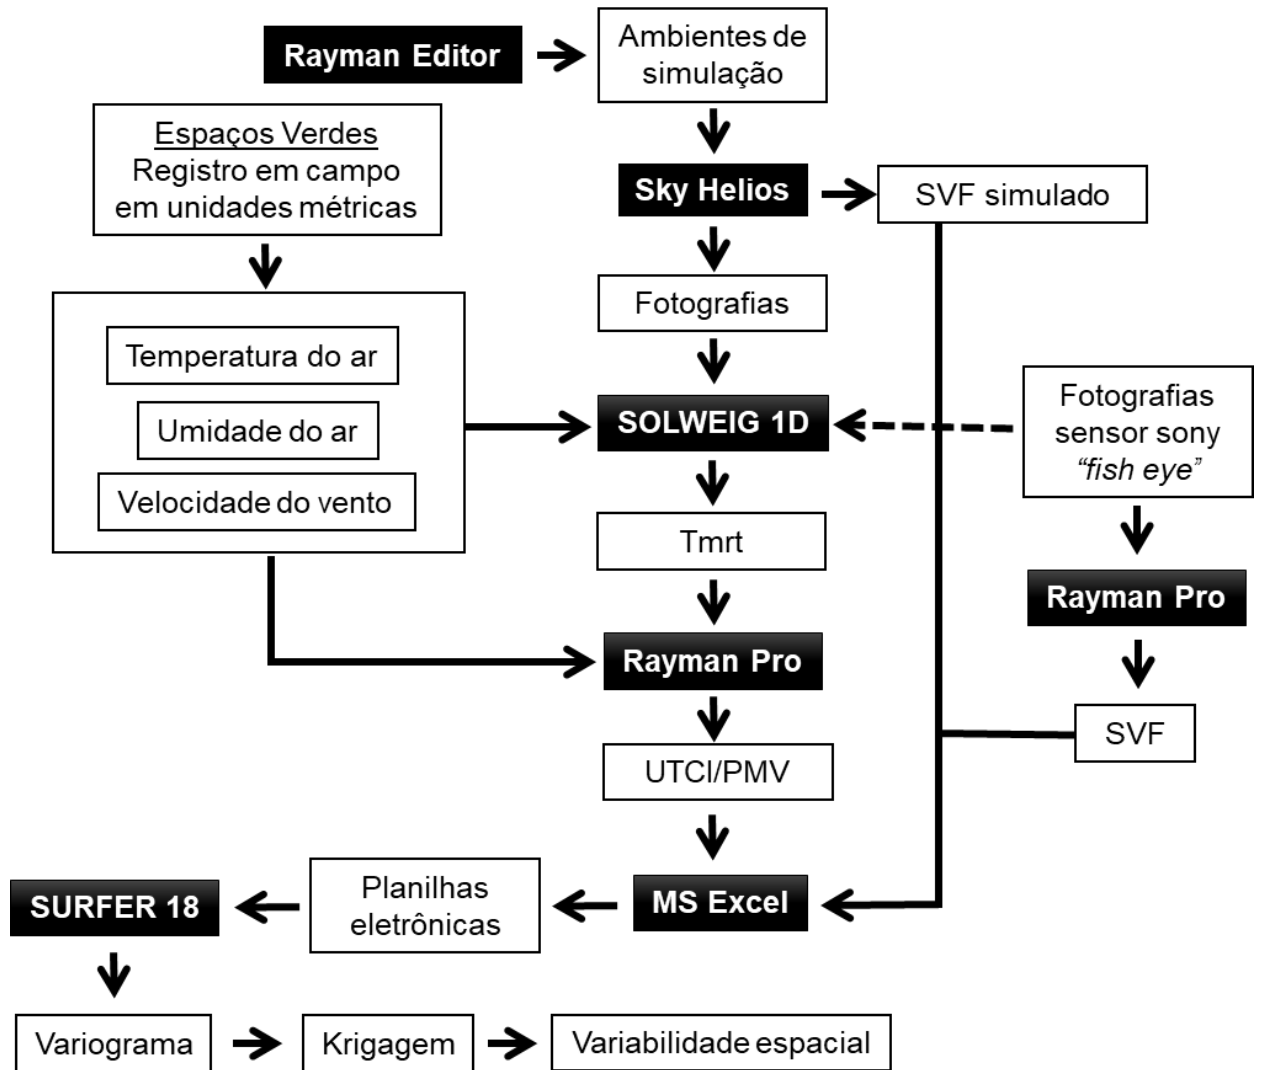 Rayman Editor
Ambientes de
simulação
Espaços Verdes
Registro em campo
em unidades métricas
Sky Helios
SVF simulado
Fotografias
Temperatura do ar
Umidade do ar
Velocidade do vento
SOLWEIG 1D
Fotografias
sensor sony
“fish eye”
Tmrt
Rayman Pro
Rayman Pro
SVF
UTCI/PMV
MS Excel
Planilhas
eletrônicas
SURFER 18
Variograma
Krigagem
Variabilidade espacial